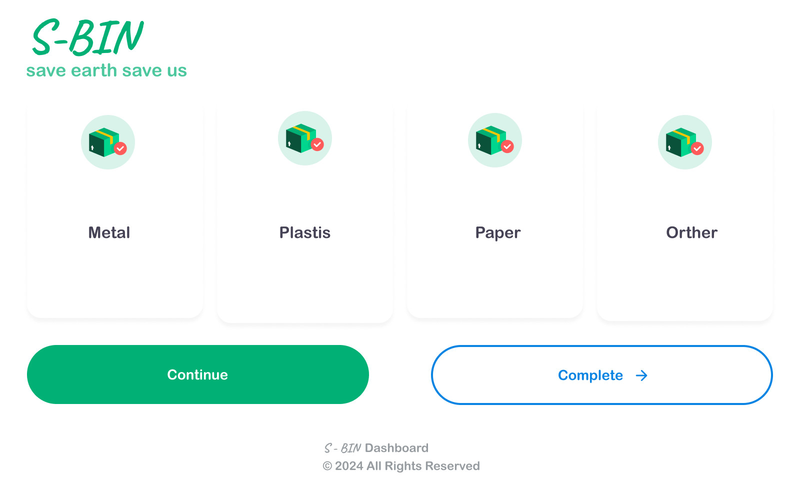 S-BIN
save earth save us
Metal
Plastis
Paper
Orther
Continue
Complete
S - BIN Dashboard
© 2024 All Rights Reserved